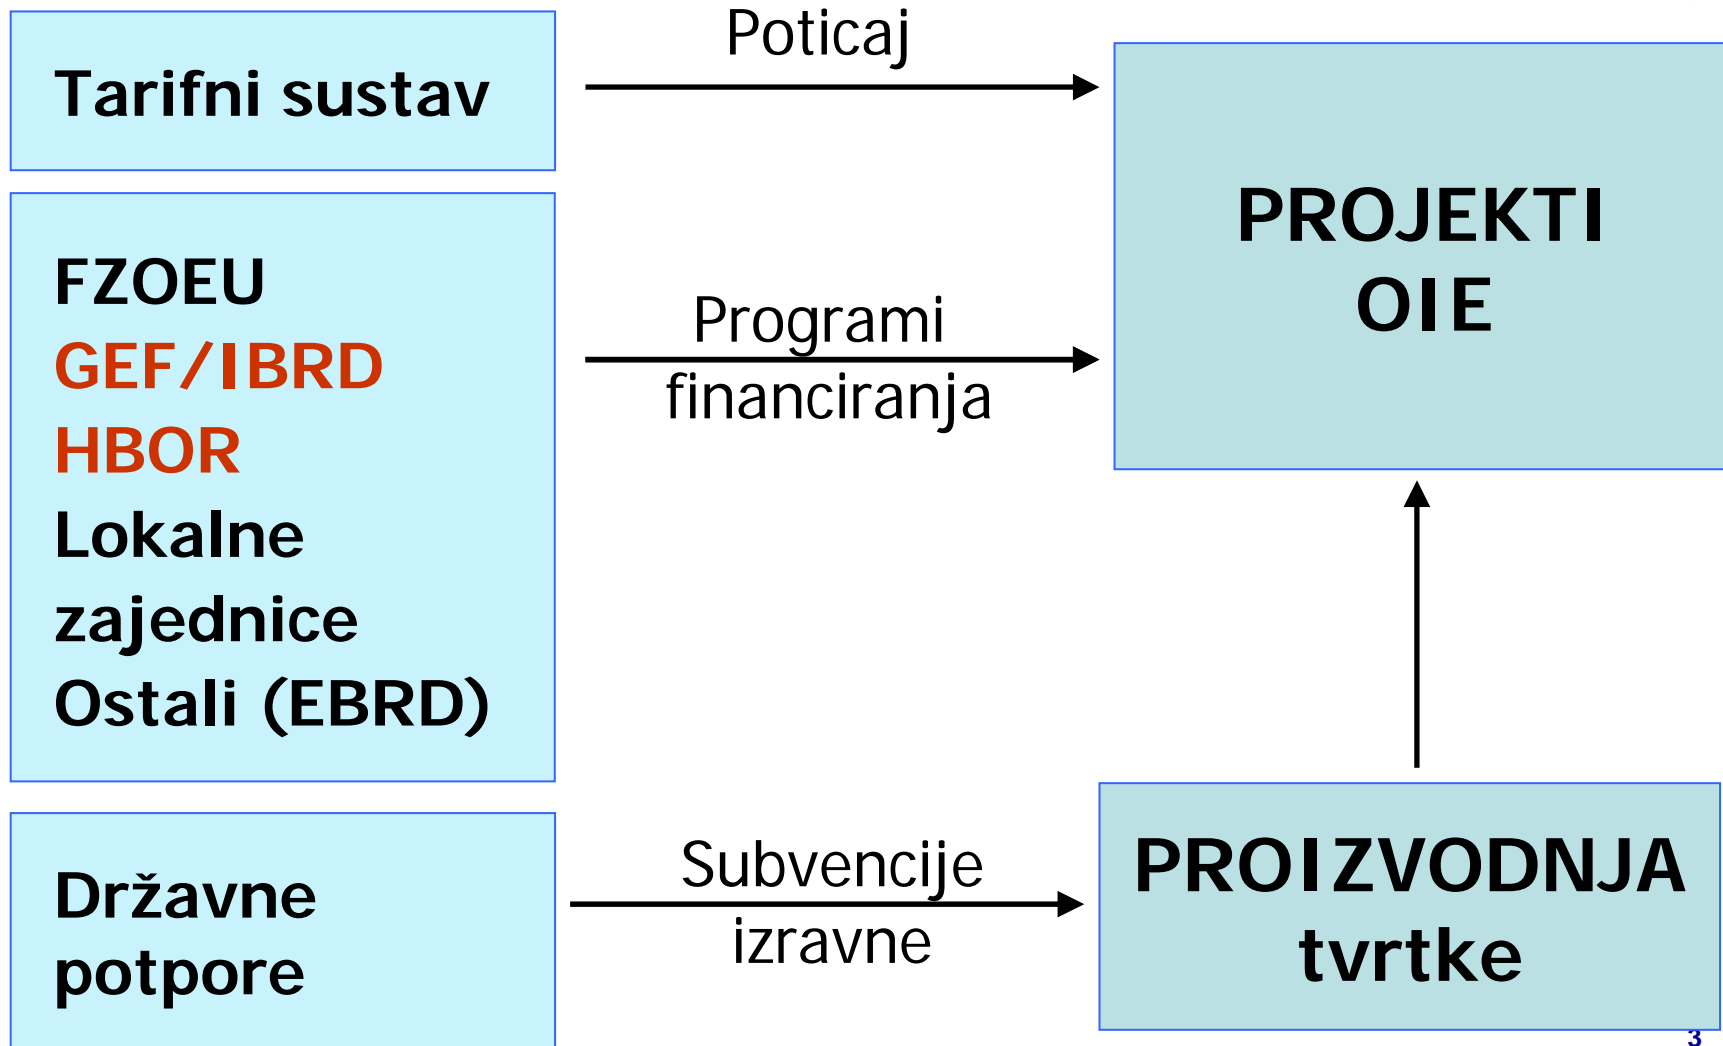 Tarifni sustav
Poticaj
PROJEKTI
OIE
FZOEU
GEF/IBRD
HBOR
Lokalne
zajednice
Ostali (EBRD)
Programi
financiranja
Državne
potpore
Subvencije
izravne
PROIZVODNJA
tvrtke
3